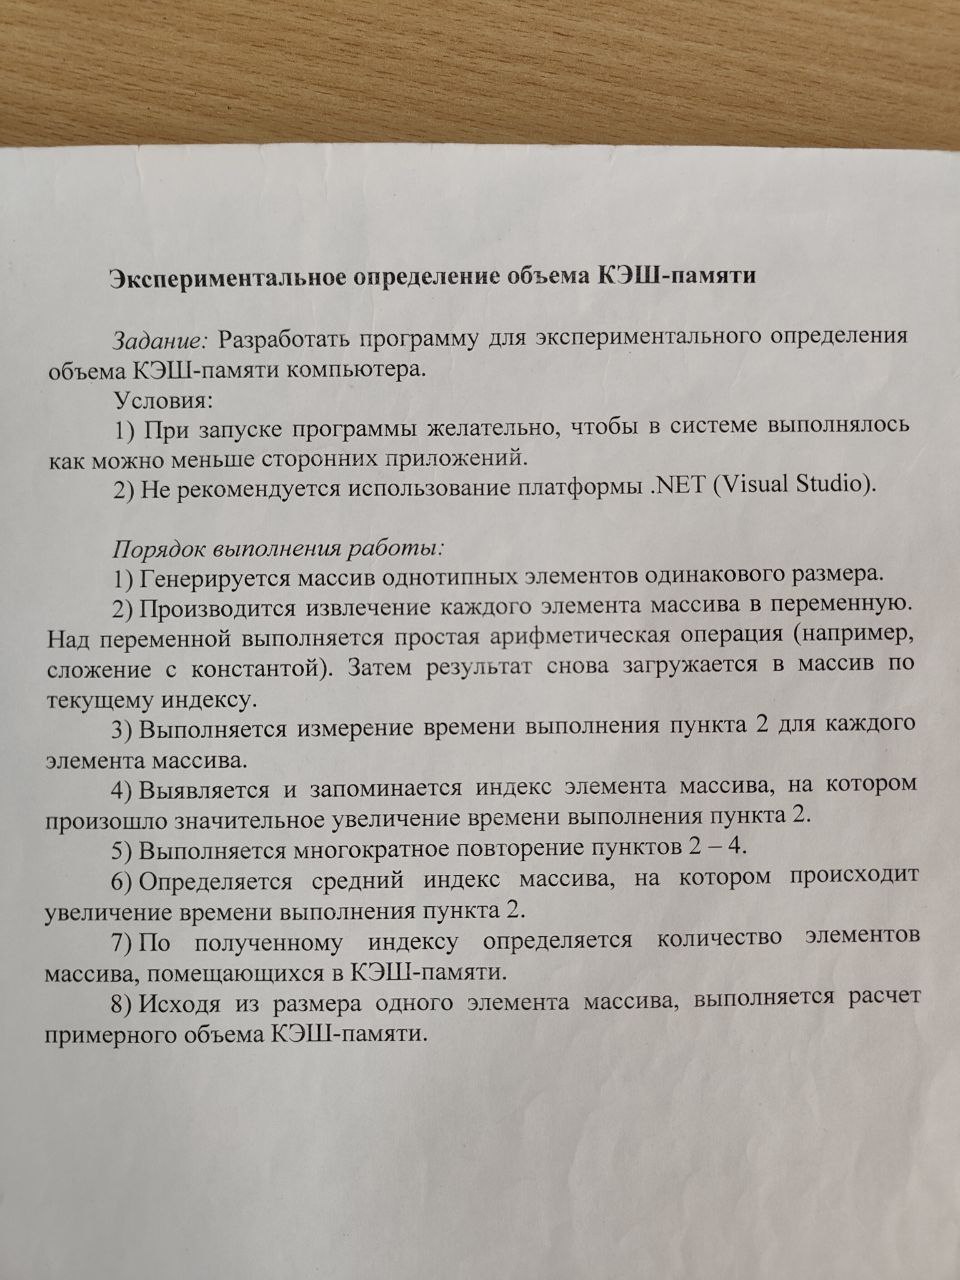 Экспериментальное определение объема КЭШ-памяти
Задание: Разработать программу для экспериментального определения
объема КЭШ-памяти компьютера.
Условия:
1) При запуске программы желательно, чтобы в системе выполнялось
как можно меньше сторонних приложений.
2) Не рекомендуется использование платформы .NET (Visual Studio).
Порядок выполнения работы:
1) Генерируется массив однотипных элементов одинакового размера.
2) Производится извлечение каждого элемента массива в переменную.
Над переменной выполняется простая арифметическая операция (например,
сложение с константой). Затем результат снова загружается в массив по
текущему индексу.
3) Выполняется измерение времени выполнения пункта 2 для каждого
элемента массива.
4) Выявляется и запоминается индекс элемента массива, на котором
произошло значительное увеличение времени выполнения пункта 2.
5) Выполняется многократное повторение пунктов 2 – 4.
6) Определяется средний индекс массива, на котором происходит
увеличение времени выполнения пункта 2.
7) По полученному индексу определяется количество элементов
массива, помещающихся в КЭШ-памяти.
8) Исходя из размера одного элемента массива, выполняется расчет
примерного объема КЭШ-памяти.